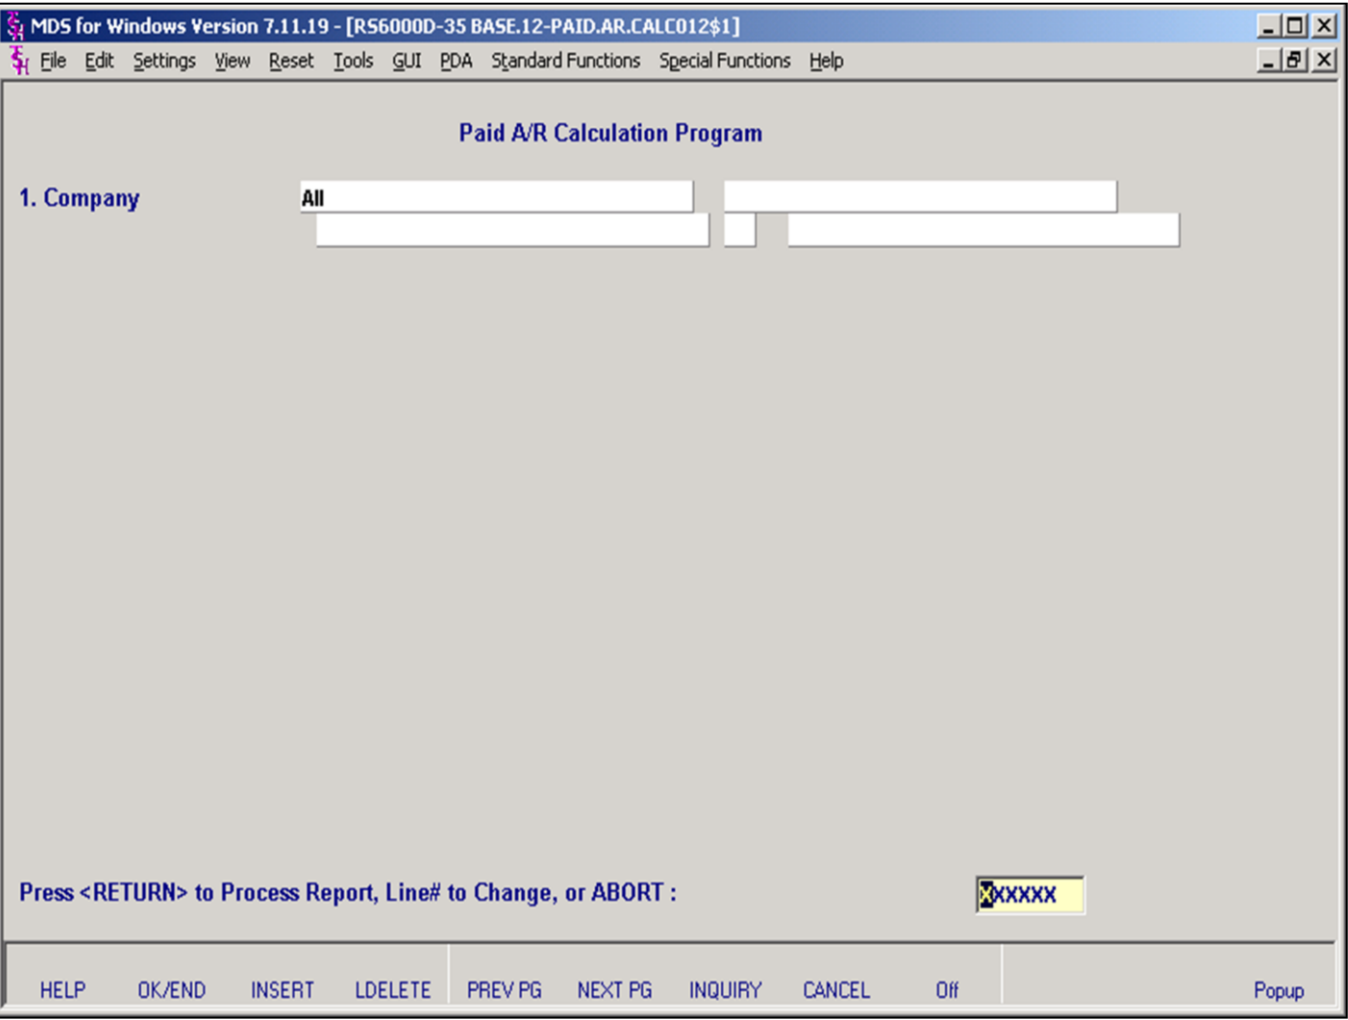 MDS for Windows Version 7.11.19 - [RS6000D-35 BASE.12-PAID.AR.CALC012$1]
File Edit Settings View Reset Tools GUI PDA Standard Functions Special Functions Help
Paid A/R Calculation Program
1. Company All
Press <RETURN> to Process Report, Line# to Change, or ABORT : XXXXXX
HELP OK/END INSERT LDELETE PREV PG NEXT PG INQUIRY CANCEL Off Popup